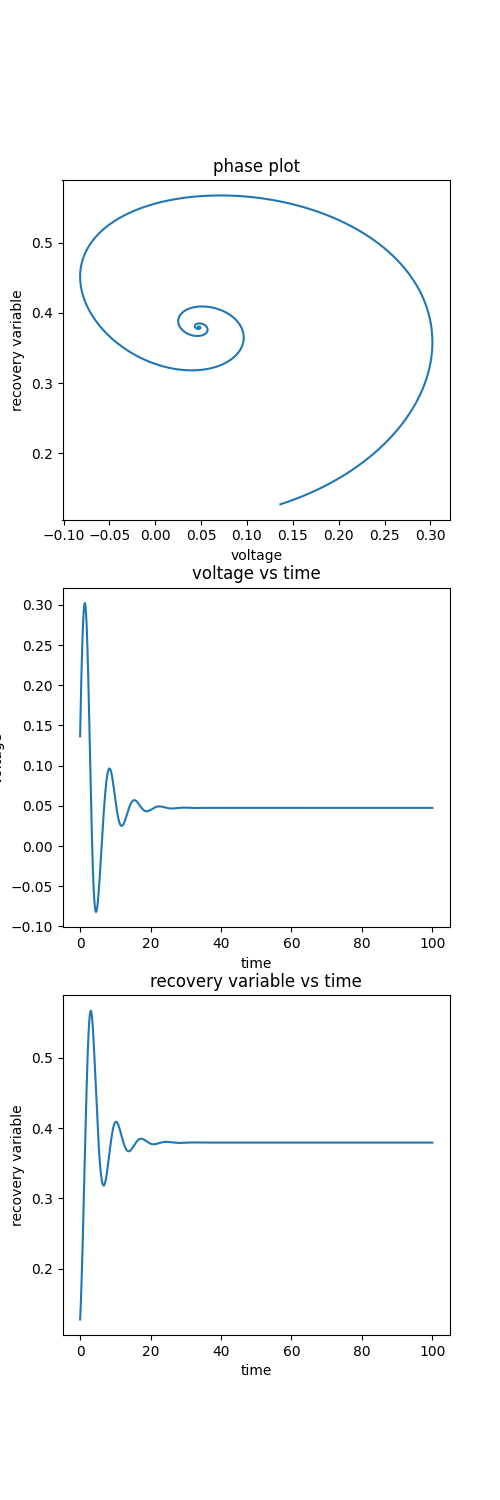 phase plot
0.5
0.4
0.3
0.2
recovery variable
−0.10 −0.05 0.00 0.05 0.10 0.15 0.20 0.25 0.30
voltage
voltage vs time
0.30
0.25
0.20
0.15
0.10
0.05
0.00
−0.05
−0.10
0 20 40 60 80 100
time
recovery variable vs time
0.5
0.4
0.3
0.2
recovery variable
0 20 40 60 80 100
time